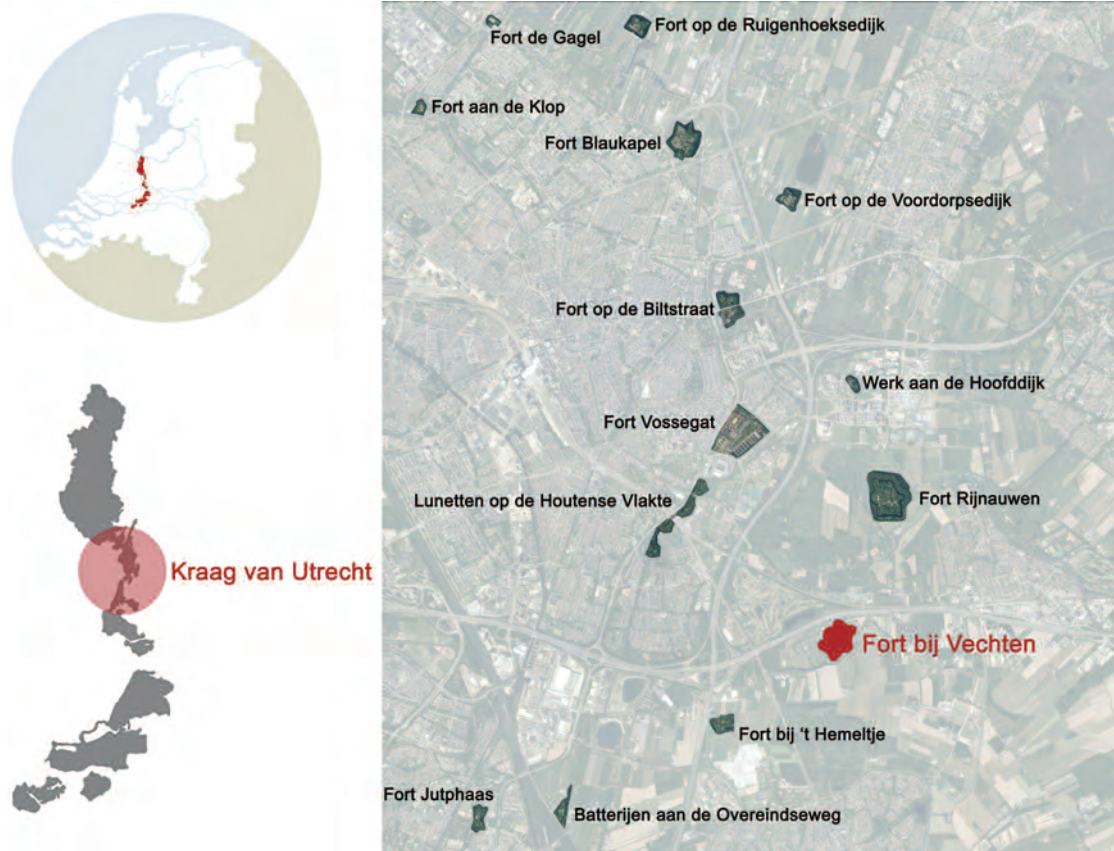 Fort de Gagel
Fort op de Ruigenhoeksedijk
Fort aan de Klop
Fort Blaukapel
Fort op de Voordorpsedijk
Fort op de Biltstraat
Werk aan de Hoofddijk
Fort Vossegat
Lunetten op de Houtense Vlakte
Fort Rijnauwen
Kraag van Utrecht
Fort bij Vechten
Fort bij ‘t Hemeltje
Fort Jutphaas
Batterijen aan de Overeindseweg